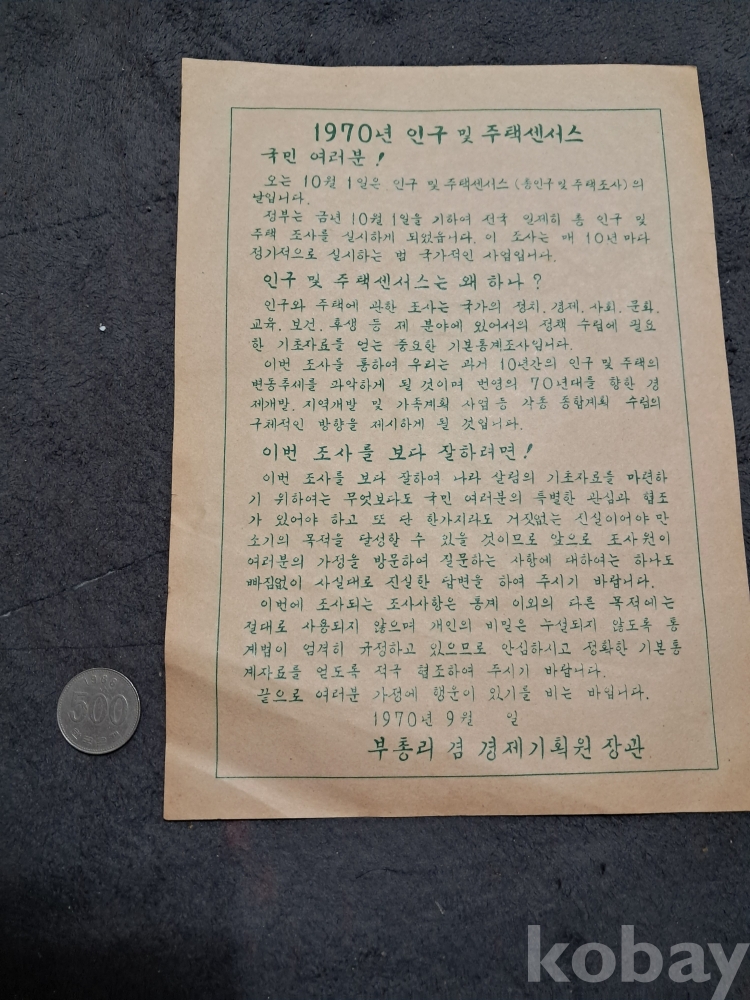 1970년 인구 및 주택센서스
국민 여러분!
오는 10월 1일은 인구 및 주택센서스(총인구 및 주택조사)의
날입니다.
정부는 금년 10월 1일을 기하여 전국 일제히 총 인구 및
주택 조사를 실시하게 되었읍니다. 이 조사는 매 10년마다
정기적으로 실시하는 범 국가적인 사업입니다.
인구 및 주택센서스는 왜 하나?
인구와 주택에 관한 조사는 국가의 정치, 경제, 사회, 문화,
교육, 보건, 후생 등 제 분야에 있어서의 정책 수립에 필요
한 기초자료를 얻는 중요한 기본통계조사입니다.
이번 조사를 통하여 우리는 과거 10년간의 인구 및 주택의
변동추세를 파악하게 될 것이며 번영의 70년대를 향한 경
제개발, 지역개발 및 가족계획 사업 등 각종 종합계획 수립의
구체적인 방향을 제시하게 될 것입니다.
이번 조사를 보다 잘하려면!
이번 조사를 보다 잘하여 나라 살림의 기초자료를 마련하
기 위하여는 무엇보다도 국민 여러분의 특별한 관심과 협조
가 있어야 하고 또 단 한가지라도 거짓없는 진실이어야 만
소기의 목적을 달성할 수 있을 것이므로 앞으로 조사원이
여러분의 가정을 방문하여 질문하는 사항에 대하여는 하나도
빠짐없이 사실대로 진실한 답변을 하여 주시기 바랍니다.
이번에 조사되는 조사사항은 통계 이외의 다른 목적에는
절대로 사용되지 않으며 개인의 비밀은 누설되지 않도록 통
계법이 엄격히 규정하고 있으므로 안심하시고 정확한 기본통
계자료를 얻도록 적극 협조하여 주시기 바랍니다.
끝으로 여러분 가정에 행운이 있기를 비는 바입니다.
1970년 9월 일
부총리 겸 경제기획원 장관
500
kobay